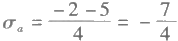 σₐ = (-2 - 5)/4 = -7/4